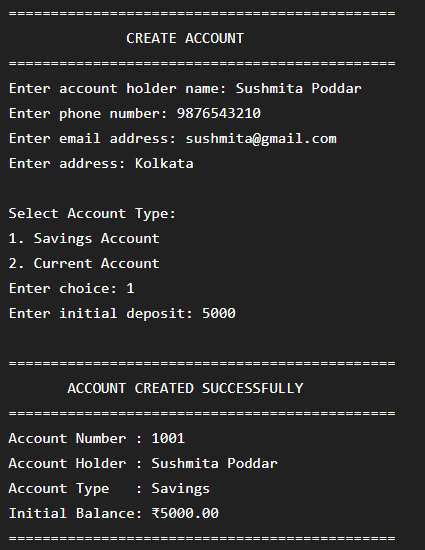 ==============================================
CREATE ACCOUNT
==============================================
Enter account holder name: Sushmita Poddar
Enter phone number: 9876543210
Enter email address: sushmita@gmail.com
Enter address: Kolkata
Select Account Type:
1. Savings Account
2. Current Account
Enter choice: 1
Enter initial deposit: 5000
==============================================
ACCOUNT CREATED SUCCESSFULLY
==============================================
Account Number : 1001
Account Holder : Sushmita Poddar
Account Type   : Savings
Initial Balance: ₹5000.00
==============================================